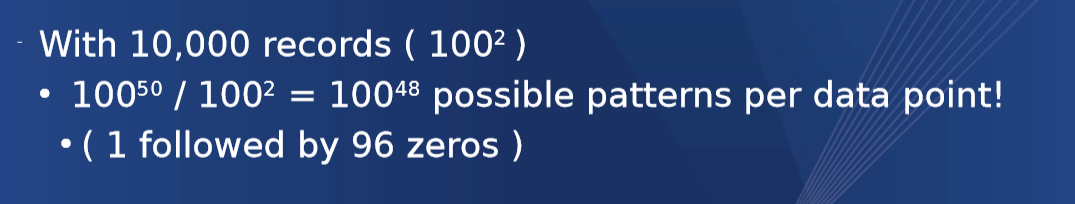 - With 10,000 records ( 100² )
• 100⁵⁰ / 100² = 100⁴⁸ possible patterns per data point!
• ( 1 followed by 96 zeros )